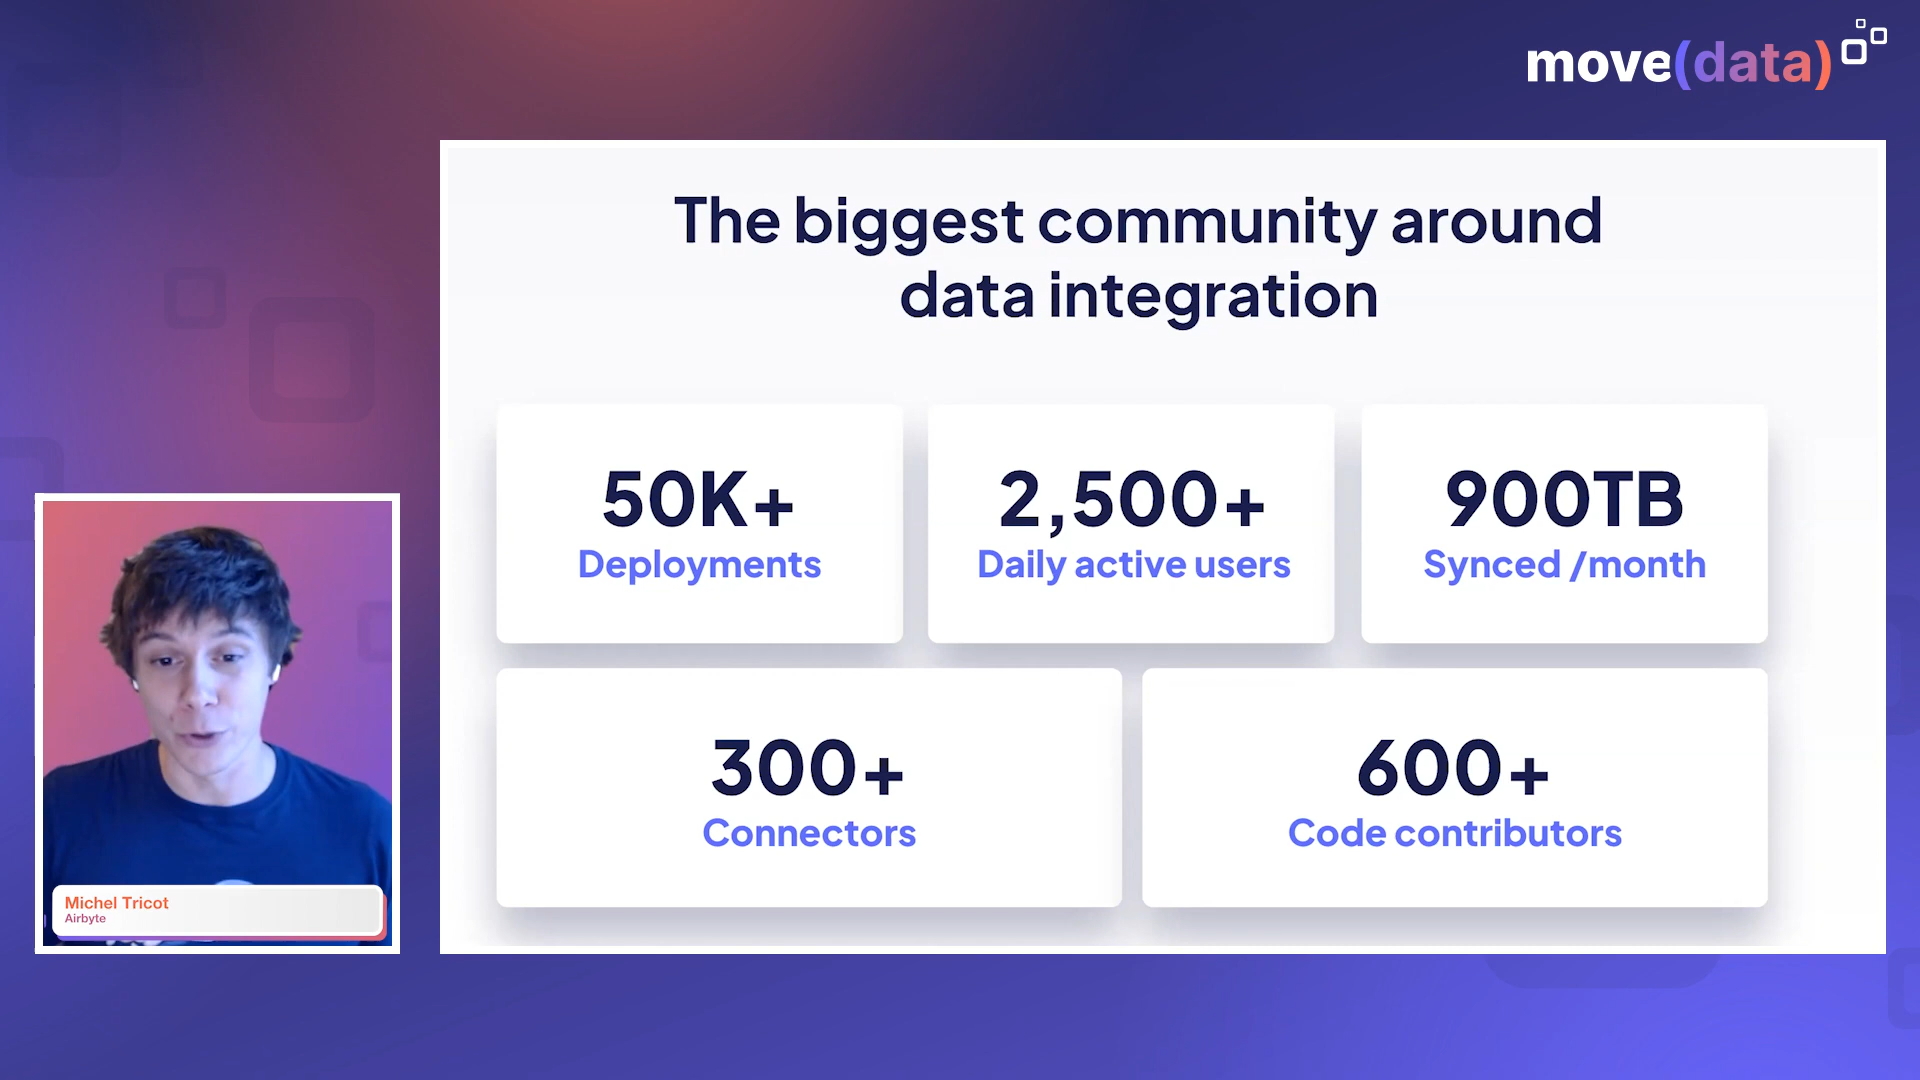 move(data)
The biggest community around
data integration
50K+
Deployments
2,500+
Daily active users
900TB
Synced /month
300+
Connectors
600+
Code contributors
Michel Tricot
Airbyte